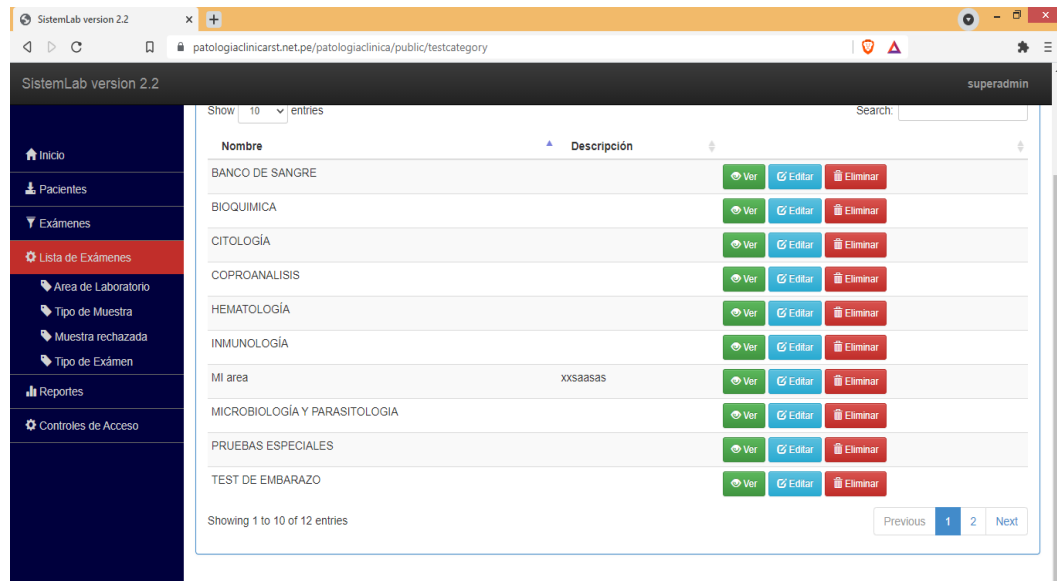 SistemLab version 2.2
patologiaclinicarst.net.pe/patologiaclinica/public/testcategory
SistemLab version 2.2 superadmin
Inicio
Pacientes
Exámenes
Lista de Exámenes
Area de Laboratorio
Tipo de Muestra
Muestra rechazada
Tipo de Exámen
Reportes
Controles de Acceso
Show 10 entries Search:
Nombre Descripción
BANCO DE SANGRE Ver Editar Eliminar
BIOQUIMICA Ver Editar Eliminar
CITOLOGÍA Ver Editar Eliminar
COPROANALISIS Ver Editar Eliminar
HEMATOLOGÍA Ver Editar Eliminar
INMUNOLOGÍA Ver Editar Eliminar
MI area xxsaasas Ver Editar Eliminar
MICROBIOLOGÍA Y PARASITOLOGIA Ver Editar Eliminar
PRUEBAS ESPECIALES Ver Editar Eliminar
TEST DE EMBARAZO Ver Editar Eliminar
Showing 1 to 10 of 12 entries Previous 1 2 Next